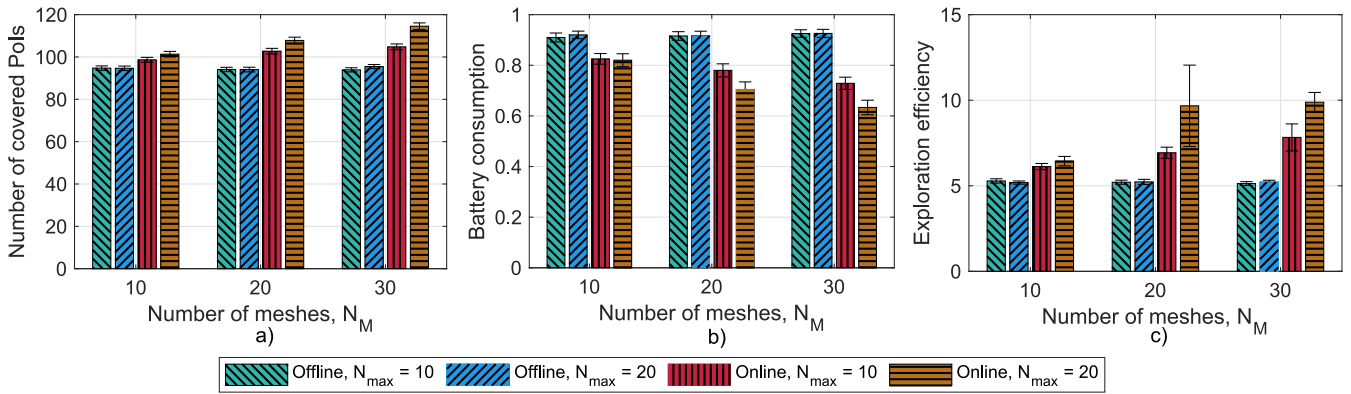 Number of covered PoIs
120
100
80
60
40
20
0
10 20 30
Number of meshes, N_M
a)
Battery consumption
1
0.8
0.6
0.4
0.2
0
10 20 30
Number of meshes, N_M
b)
Exploration efficiency
15
10
5
0
10 20 30
Number of meshes, N_M
c)
Offline, N_max = 10 Offline, N_max = 20 Online, N_max = 10 Online, N_max = 20